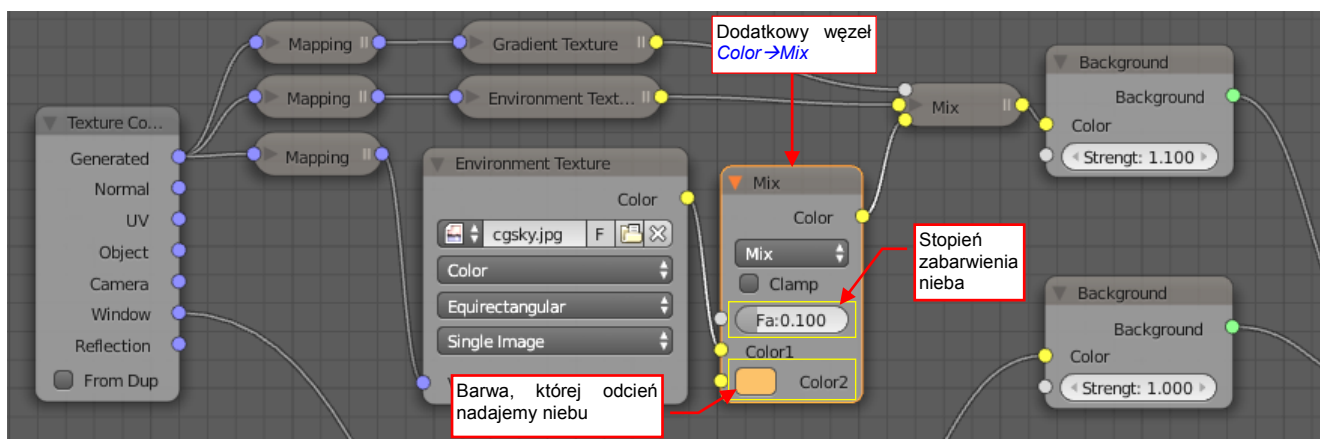 Mapping
Gradient Texture
Dodatkowy węzeł
Color→Mix
Background
Background
Color
Strengt: 1.100
Mapping
Environment Text...
Mix
Texture Co...
Generated
Normal
UV
Object
Camera
Window
Reflection
From Dup
Mapping
Environment Texture
Color
cgsky.jpg F
Color
Equirectangular
Single Image
Barwa, której odcień
nadajemy niebu
Mix
Color
Mix
Clamp
Fa:0.100
Color1
Color2
Stopień
zabarwienia
nieba
Background
Background
Color
Strengt: 1.000